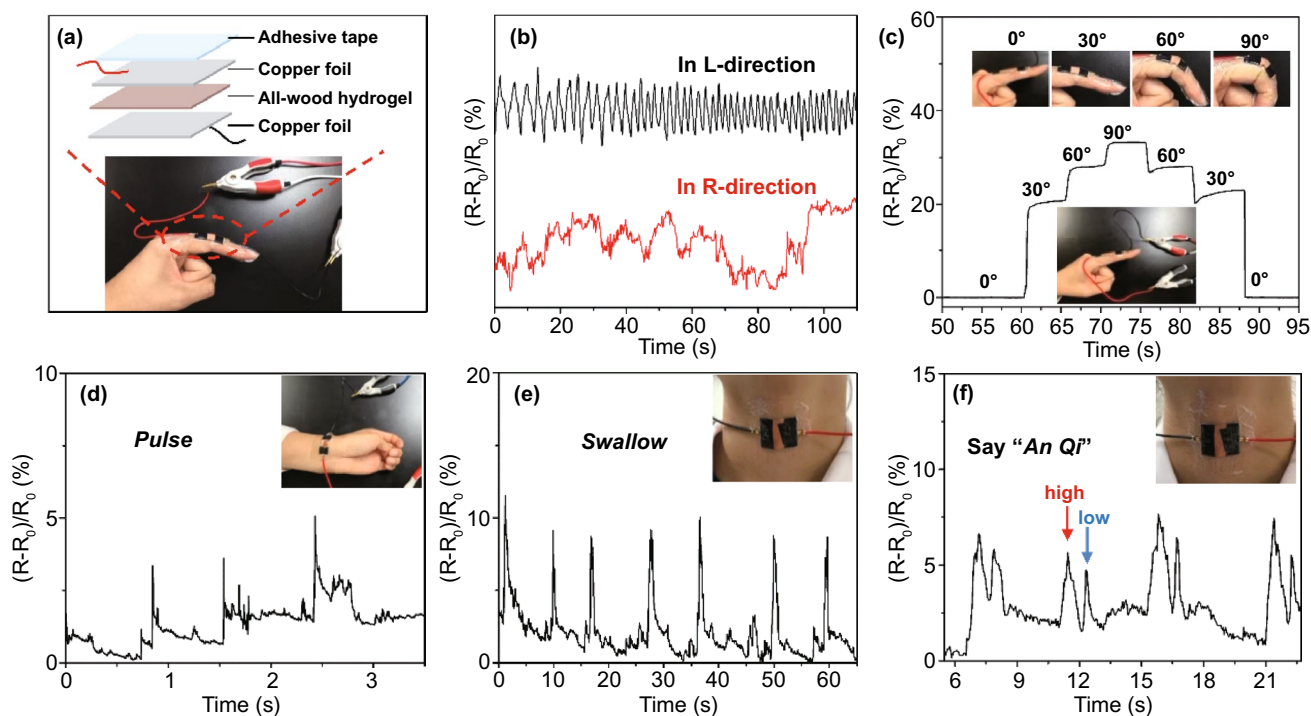 (a)
Adhesive tape
Copper foil
All-wood hydrogel
Copper foil
(b)
In L-direction
In R-direction
(R-R0)/R0 (%)
0 20 40 60 80 100
Time (s)
(c)
0° 30° 60° 90°
60
40
20
0
(R-R0)/R0 (%)
90°
60° 60°
30° 30°
0° 0°
50 55 60 65 70 75 80 85 90 95
Time (s)
(d)
Pulse
10
5
0
(R-R0)/R0 (%)
0 1 2 3
Time (s)
(e)
Swallow
20
15
10
5
0
(R-R0)/R0 (%)
0 10 20 30 40 50 60
Time (s)
(f)
Say “An Qi”
high
low
15
10
5
0
(R-R0)/R0 (%)
6 9 12 15 18 21
Time (s)